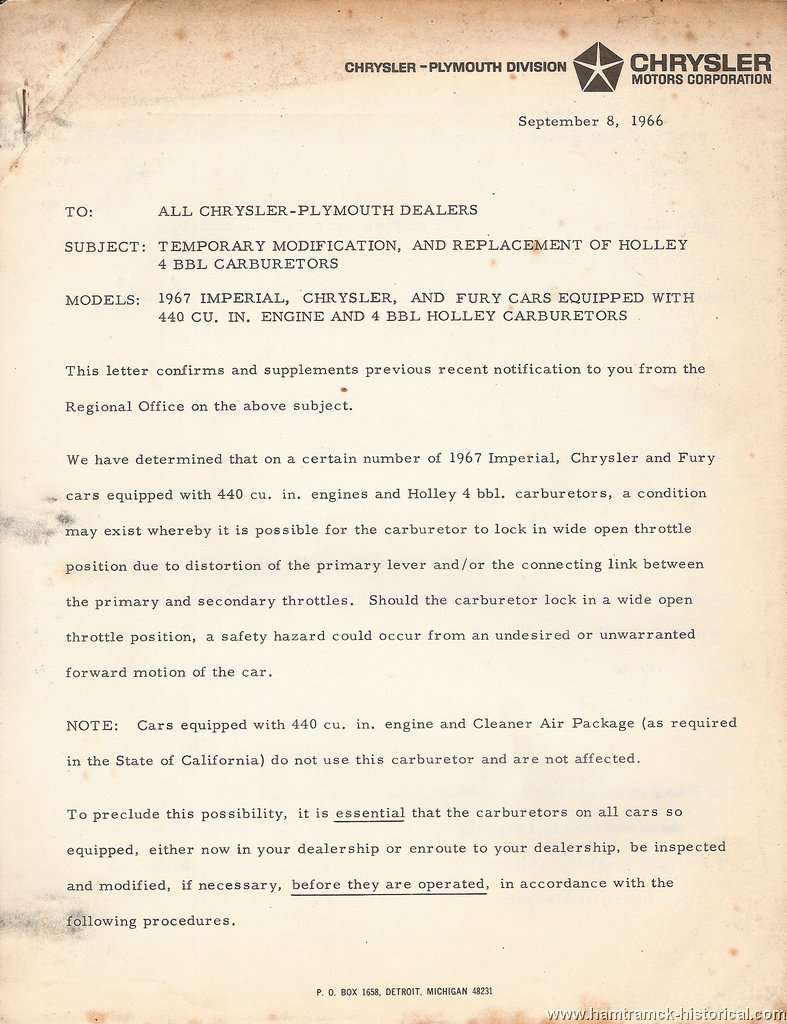 CHRYSLER - PLYMOUTH DIVISION CHRYSLER
MOTORS CORPORATION
September 8, 1966
TO: ALL CHRYSLER-PLYMOUTH DEALERS
SUBJECT: TEMPORARY MODIFICATION, AND REPLACEMENT OF HOLLEY
4 BBL CARBURETORS
MODELS: 1967 IMPERIAL, CHRYSLER, AND FURY CARS EQUIPPED WITH
440 CU. IN. ENGINE AND 4 BBL HOLLEY CARBURETORS
This letter confirms and supplements previous recent notification to you from the
Regional Office on the above subject.
We have determined that on a certain number of 1967 Imperial, Chrysler and Fury
cars equipped with 440 cu. in. engines and Holley 4 bbl. carburetors, a condition
may exist whereby it is possible for the carburetor to lock in wide open throttle
position due to distortion of the primary lever and/or the connecting link between
the primary and secondary throttles. Should the carburetor lock in a wide open
throttle position, a safety hazard could occur from an undesired or unwarranted
forward motion of the car.
NOTE: Cars equipped with 440 cu. in. engine and Cleaner Air Package (as required
in the State of California) do not use this carburetor and are not affected.
To preclude this possibility, it is essential that the carburetors on all cars so
equipped, either now in your dealership or enroute to your dealership, be inspected
and modified, if necessary, before they are operated, in accordance with the
following procedures.
P. O. BOX 1658, DETROIT, MICHIGAN 48231
www.hamtramck-historical.com